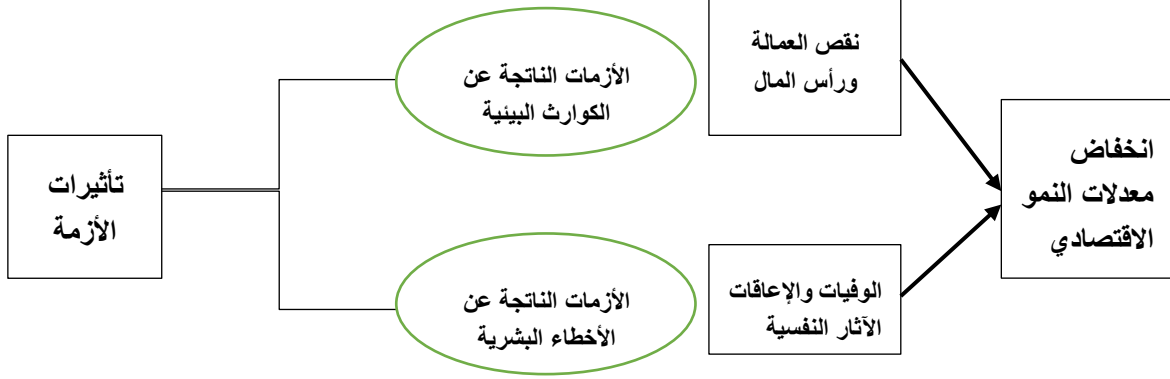 نقص العمالة
ورأس المال
الأزمات الناتجة عن
الكوارث البيئية
انخفاض
معدلات النمو
الاقتصادي
تأثيرات
الأزمة
الوفيات والإعاقات
الآثار النفسية
الأزمات الناتجة عن
الأخطاء البشرية